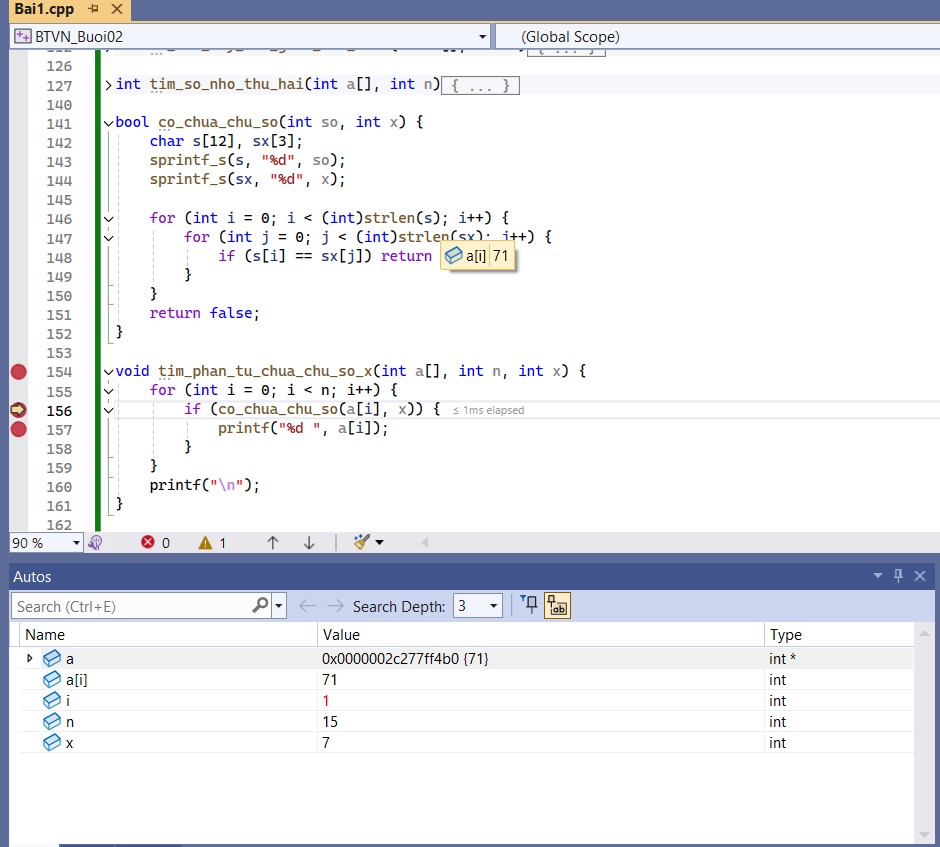 Bai1.cpp
BTVN_Buoi02 (Global Scope)
126
127 int tim_so_nho_thu_hai(int a[], int n){ ... }
140
141 bool co_chua_chu_so(int so, int x) {
142 char s[12], sx[3];
143 sprintf_s(s, "%d", so);
144 sprintf_s(sx, "%d", x);
145
146 for (int i = 0; i < (int)strlen(s); i++) {
147 for (int j = 0; j < (int)strlen(sx); j++) {
148 if (s[i] == sx[j]) return a[i] 71
149 }
150 }
151 return false;
152 }
153
154 void tim_phan_tu_chua_chu_so_x(int a[], int n, int x) {
155 for (int i = 0; i < n; i++) {
156 if (co_chua_chu_so(a[i], x)) { ≤ 1ms elapsed
157 printf("%d ", a[i]);
158 }
159 }
160 printf("\n");
161 }
162
90 % 0 1
Autos
Search (Ctrl+E) Search Depth: 3
Name Value Type
a 0x0000002c277ff4b0 {71} int *
a[i] 71 int
i 1 int
n 15 int
x 7 int